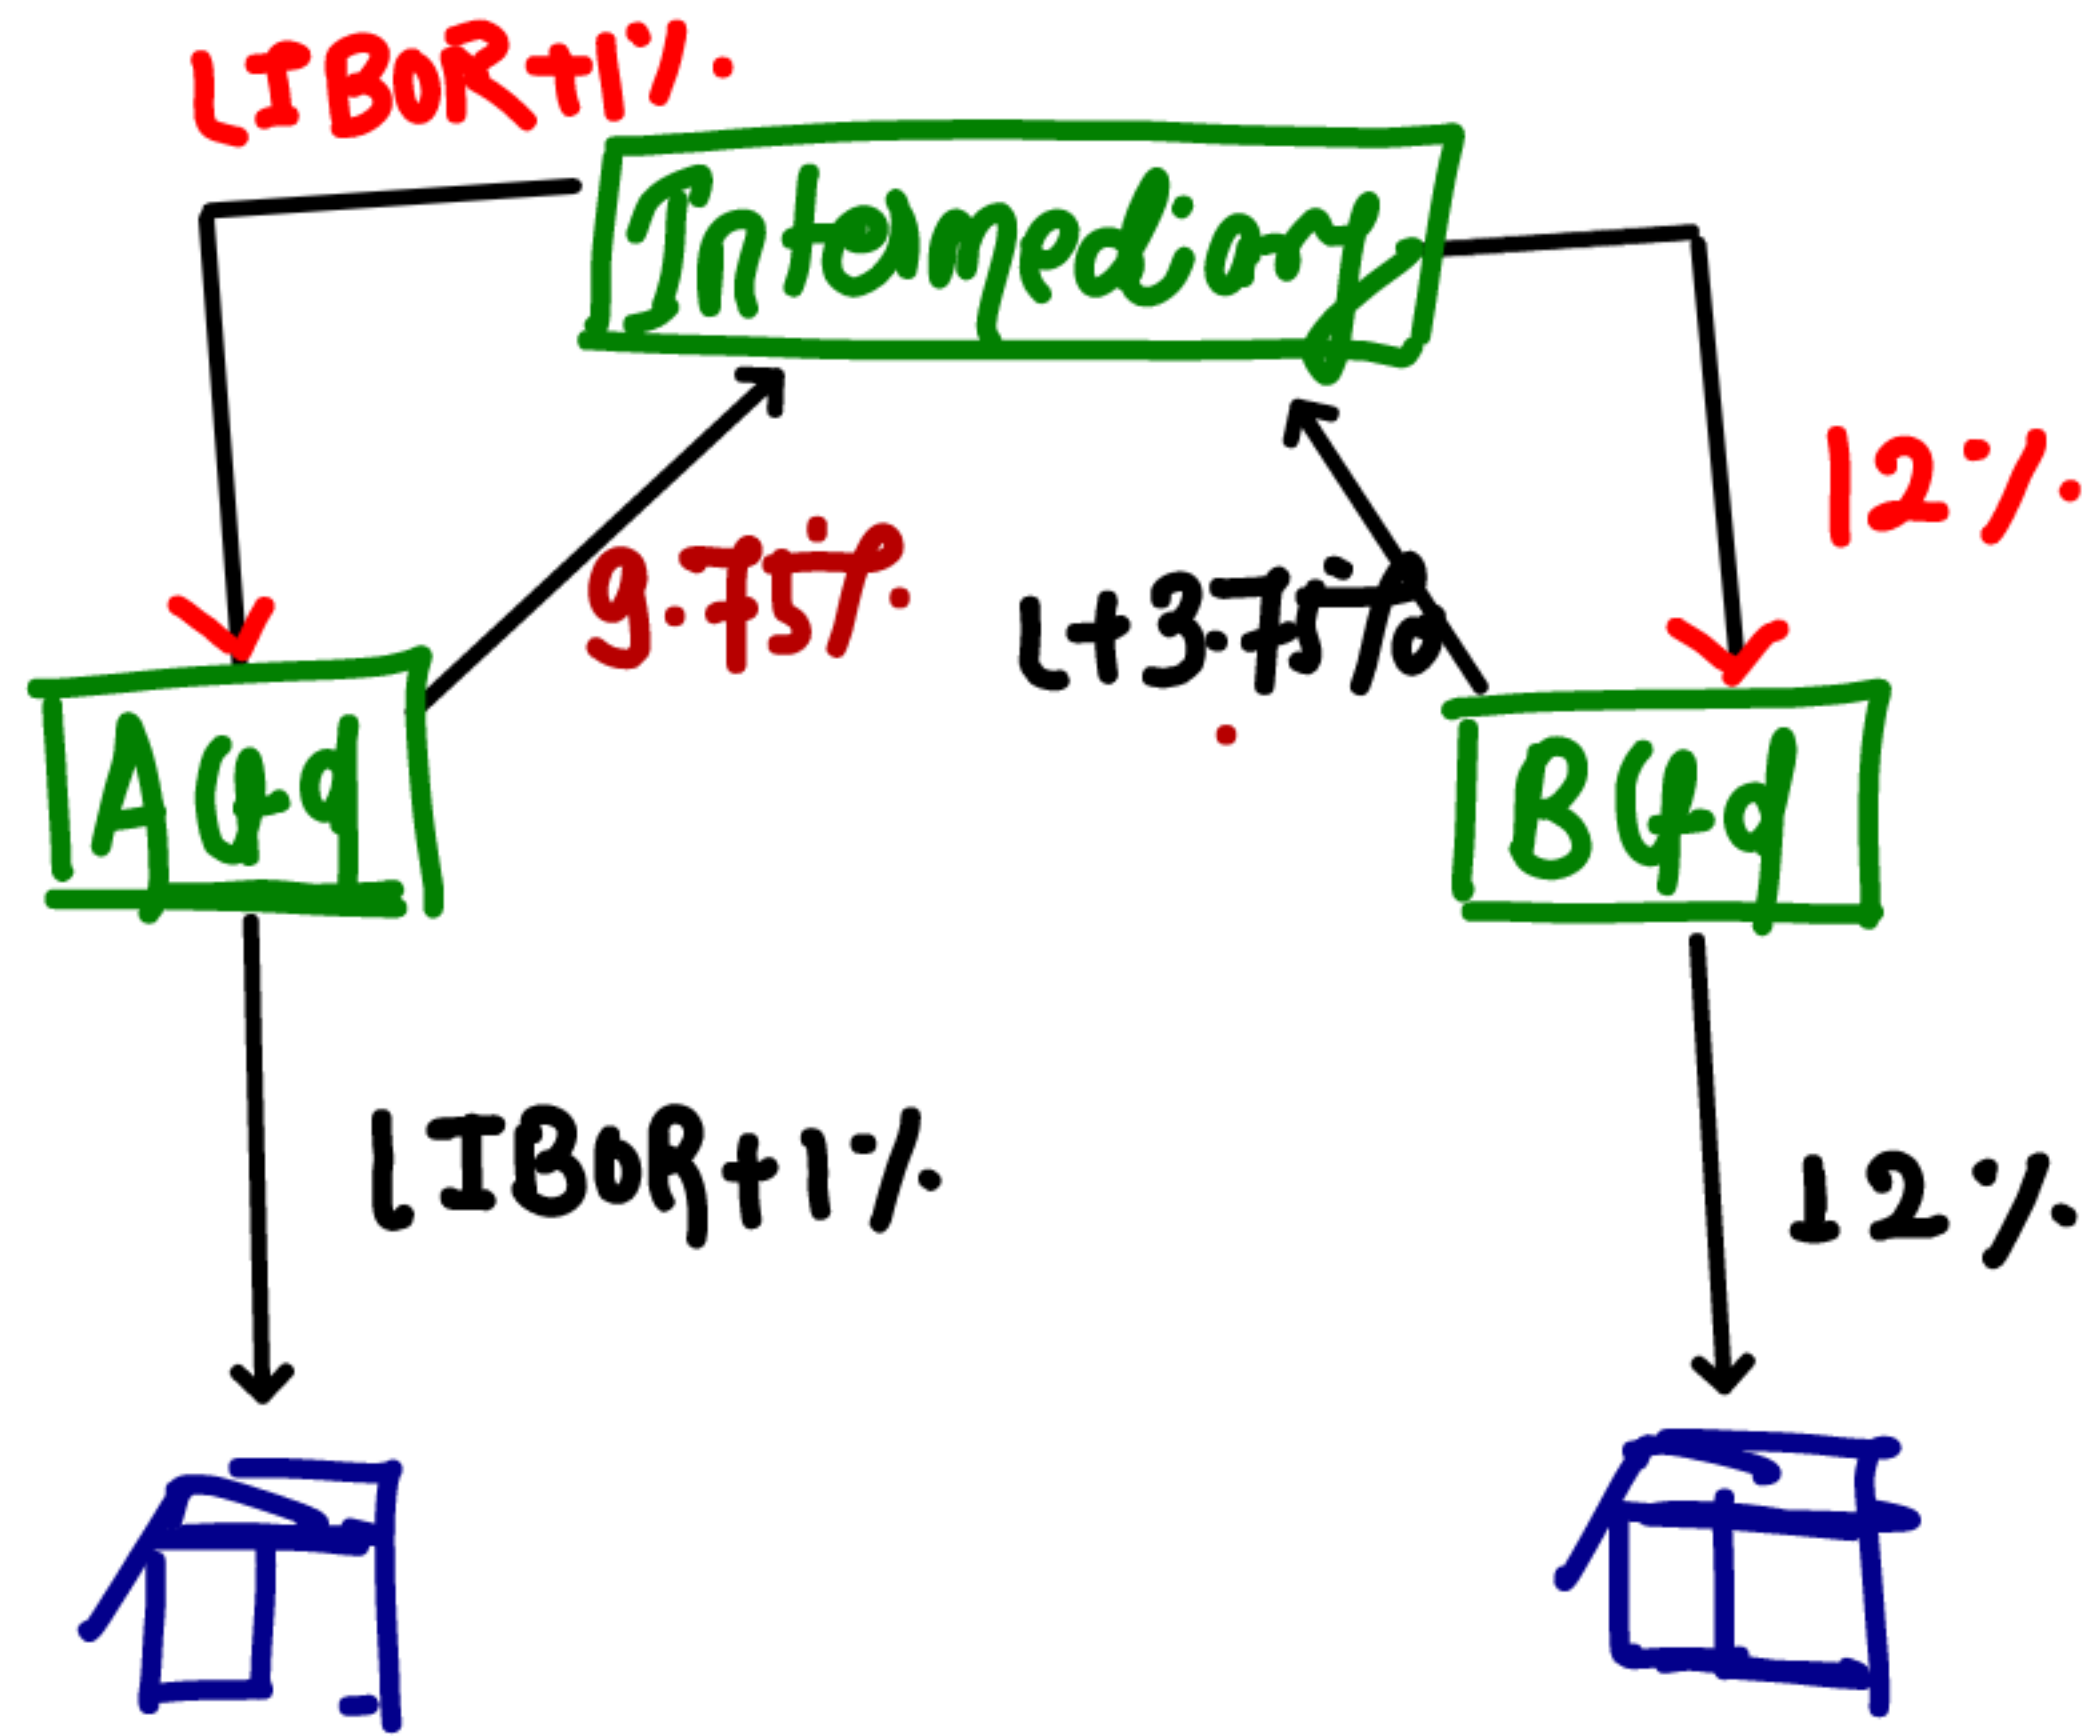 LIBOR+1%
Intermediary
12%
9.75%
L+3.75%
A Ltd
B Ltd
LIBOR+1%
12%